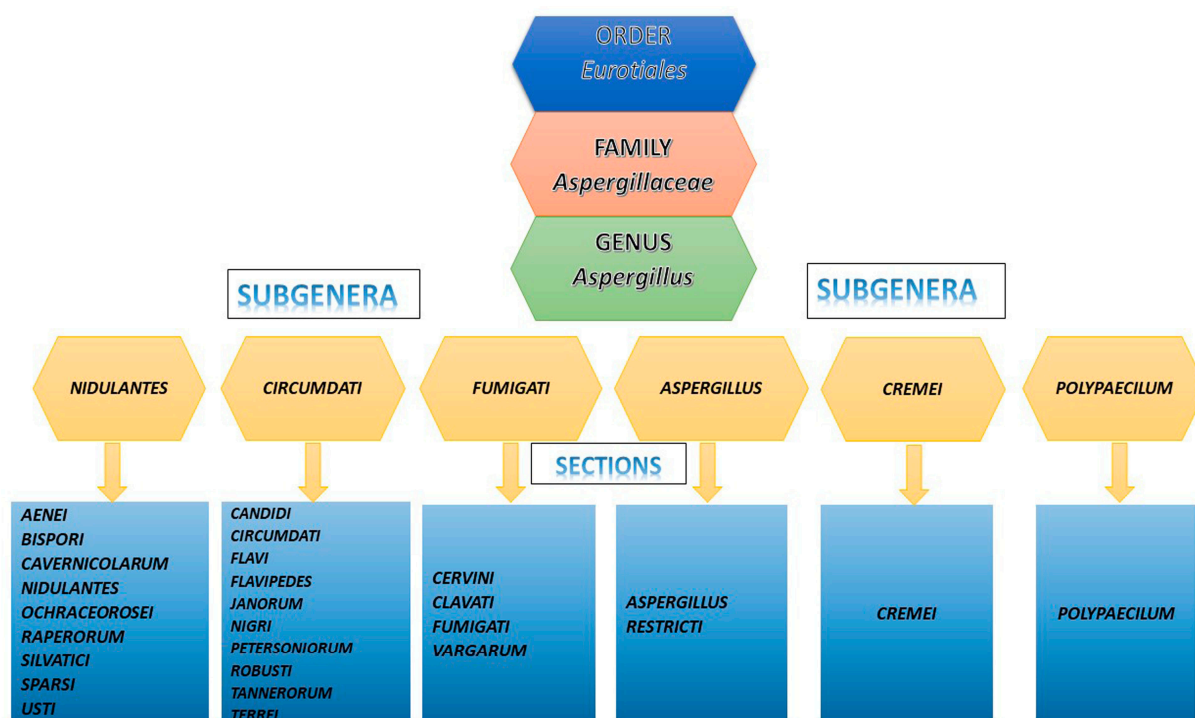 ORDER
Eurotiales
FAMILY
Aspergillaceae
GENUS
Aspergillus
SUBGENERA
SUBGENERA
NIDULANTES
CIRCUMDATI
FUMIGATI
ASPERGILLUS
CREMEI
POLYPAECILUM
SECTIONS
AENEI
BISPORI
CAVERNICOLARUM
NIDULANTES
OCHRACEOROSEI
RAPERORUM
SILVATICI
SPARSI
USTI
CANDIDI
CIRCUMDATI
FLAVI
FLAVIPEDES
JANORUM
NIGRI
PETERSONIORUM
ROBUSTI
TANNERORUM
TERREI
CERVINI
CLAVATI
FUMIGATI
VARGARUM
ASPERGILLUS
RESTRICTI
CREMEI
POLYPAECILUM